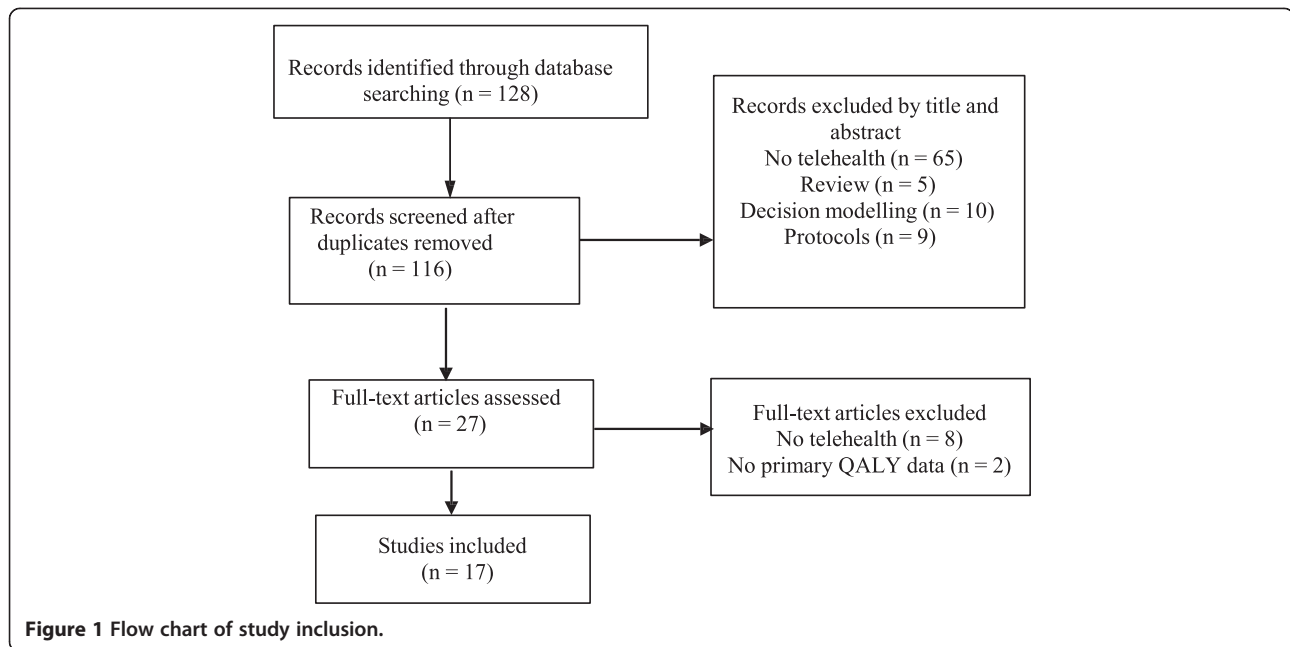 Records identified through database
searching (n = 128)
Records excluded by title and
abstract
No telehealth (n = 65)
Review (n = 5)
Decision modelling (n = 10)
Protocols (n = 9)
Records screened after
duplicates removed
(n = 116)
Full-text articles assessed
(n = 27)
Full-text articles excluded
No telehealth (n = 8)
No primary QALY data (n = 2)
Studies included
(n = 17)
Figure 1 Flow chart of study inclusion.